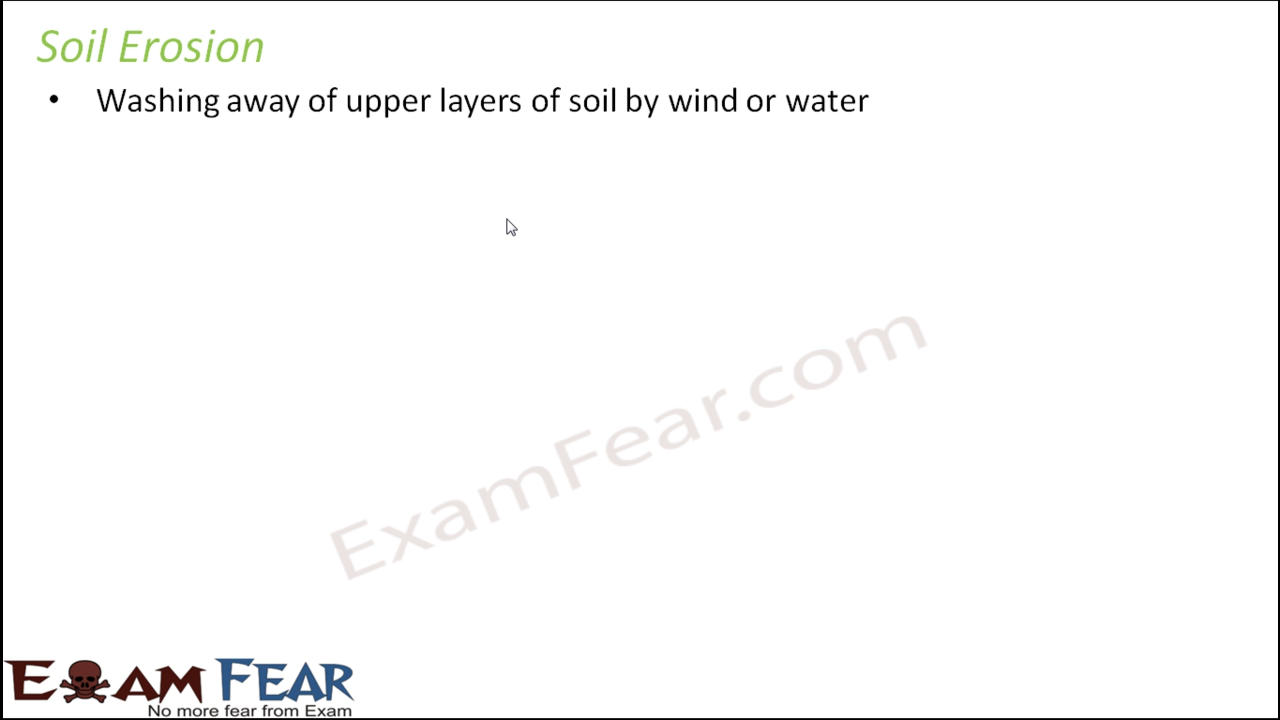 Soil Erosion
• Washing away of upper layers of soil by wind or water
ExamFear.com
EXAM FEAR
No more fear from Exam